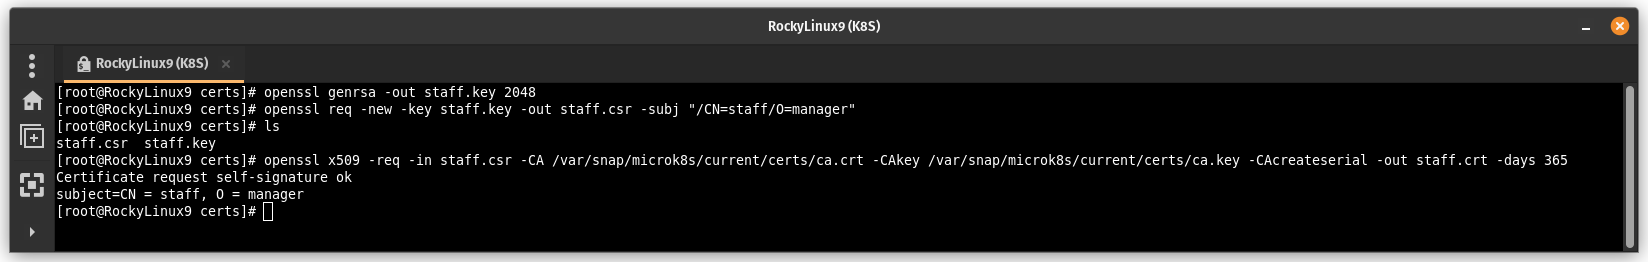 RockyLinux9 (K8S)
RockyLinux9 (K8S)
[root@RockyLinux9 certs]# openssl genrsa -out staff.key 2048
[root@RockyLinux9 certs]# openssl req -new -key staff.key -out staff.csr -subj "/CN=staff/O=manager"
[root@RockyLinux9 certs]# ls
staff.csr  staff.key
[root@RockyLinux9 certs]# openssl x509 -req -in staff.csr -CA /var/snap/microk8s/current/certs/ca.crt -CAkey /var/snap/microk8s/current/certs/ca.key -CAcreateserial -out staff.crt -days 365
Certificate request self-signature ok
subject=CN = staff, O = manager
[root@RockyLinux9 certs]#